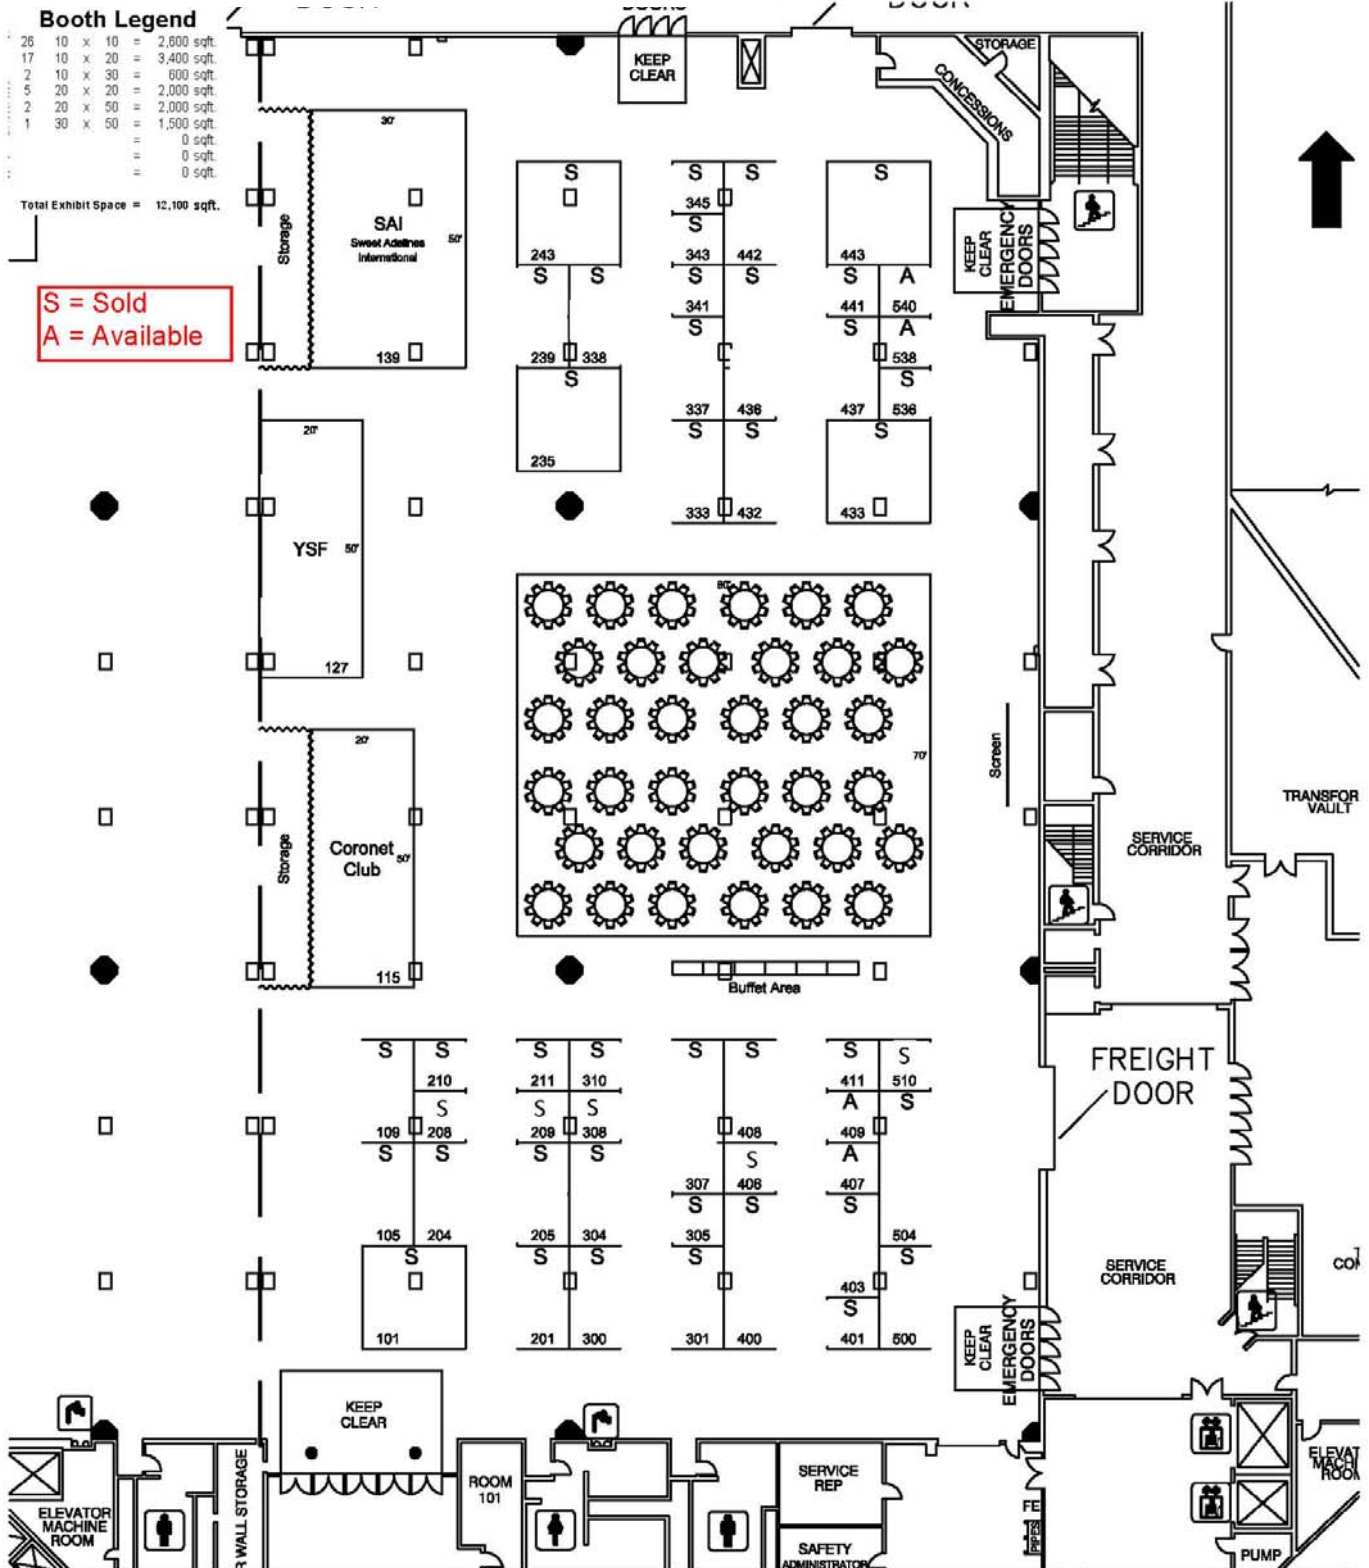 DOORS
Booth Legend
26 10 x 10 = 2,600 sqft.
17 10 x 20 = 3,400 sqft.
2 10 x 30 = 600 sqft.
5 20 x 20 = 2,000 sqft.
2 20 x 50 = 2,000 sqft.
1 30 x 50 = 1,500 sqft.
= 0 sqft.
= 0 sqft.
= 0 sqft.
Total Exhibit Space = 12,100 sqft.
S = Sold
A = Available
KEEP
CLEAR
STORAGE
CONCESSIONS
30'
Storage
SAI
Sweet Adelines
International
50'
139
S
243
S S
239 338
S
235
S S
345
S
343 442
S S
341
S
337 436
S S
333 432
S
443
S A
441 540
S A
538
S
437 536
S
433
KEEP
CLEAR
EMERGENCY
DOORS
20'
YSF 50'
127
70'
Screen
20'
Storage
Coronet
Club
50'
115
Buffet Area
SERVICE
CORRIDOR
TRANSFOR
VAULT
FREIGHT
DOOR
S S
210
S
109 208
S S
105 204
S
101
S S
211 310
S S
209 308
S S
205 304
S S
201 300
S S
408
S
307 406
S S
305
S
301 400
S S
411 510
A S
409
A
407
S
504
S
403
S
401 500
SERVICE
CORRIDOR
KEEP
CLEAR
EMERGENCY
DOORS
KEEP
CLEAR
ELEVATOR
MACHINE
ROOM
R WALL STORAGE
ROOM
101
SERVICE
REP
SAFETY
ADMINISTRATOR
FE
PIPES
ELEVAT
MACHI
ROOM
PUMP